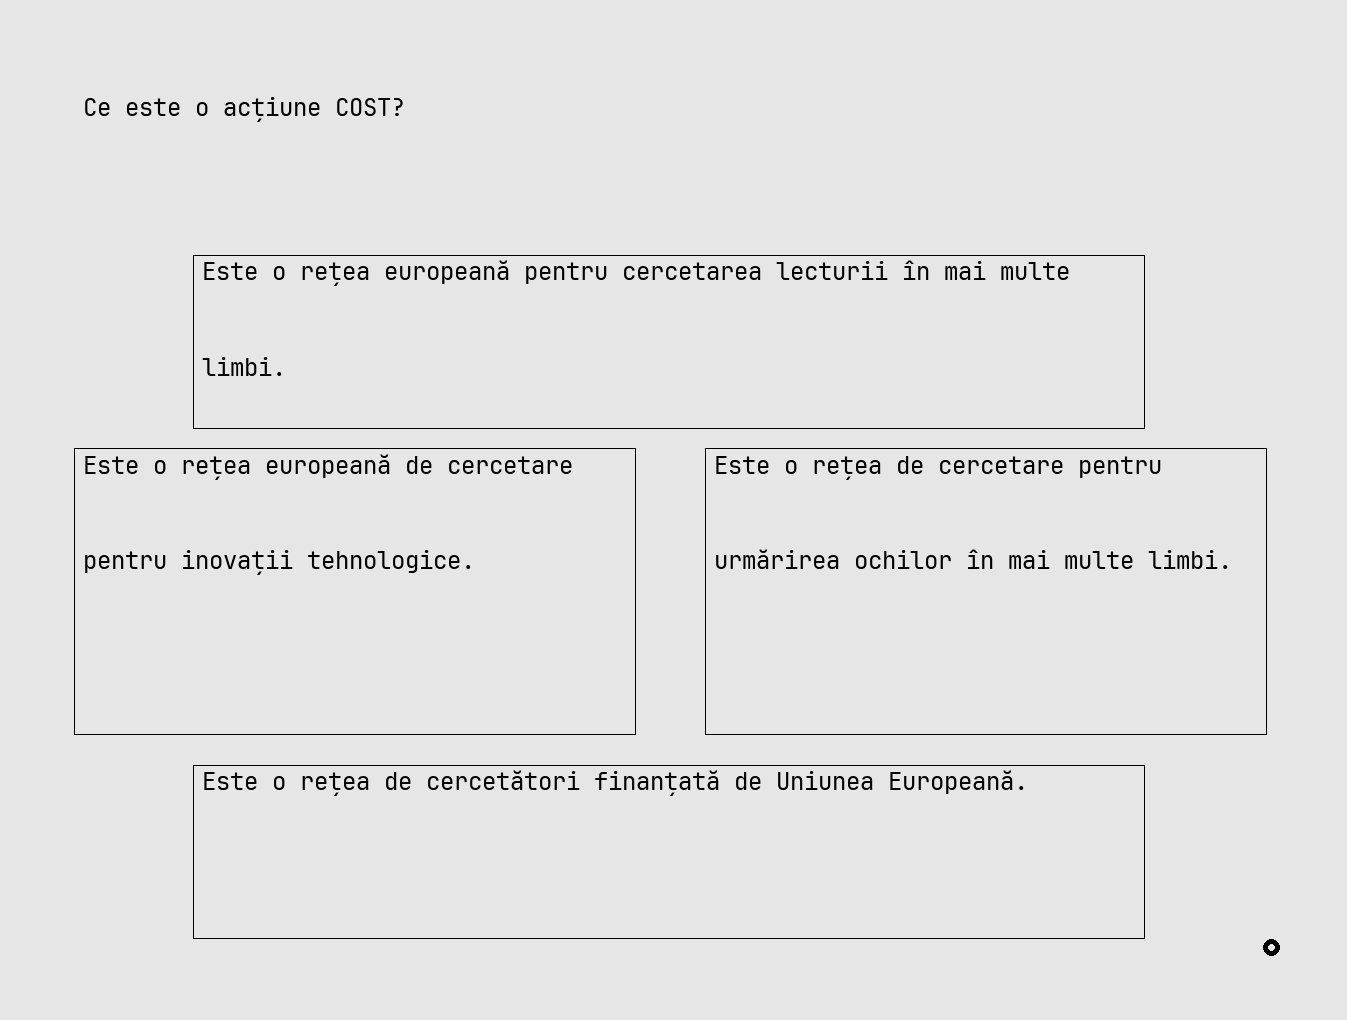 Ce este o acțiune COST?
Este o rețea europeană pentru cercetarea lecturii în mai multe
limbi.
Este o rețea europeană de cercetare
pentru inovații tehnologice.
Este o rețea de cercetare pentru
urmărirea ochilor în mai multe limbi.
Este o rețea de cercetători finanțată de Uniunea Europeană.